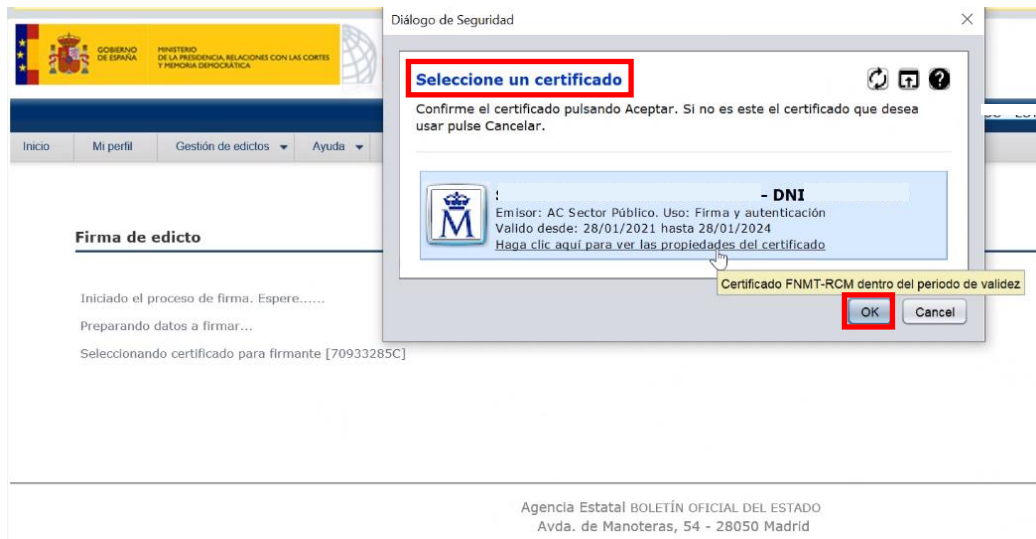 GOBIERNO
DE ESPAÑA
MINISTERIO
DE LA PRESIDENCIA, RELACIONES CON LAS CORTES
Y MEMORIA DEMOCRÁTICA
Inicio Mi perfil Gestión de edictos Ayuda
Firma de edicto
Iniciado el proceso de firma. Espere......
Preparando datos a firmar...
Seleccionando certificado para firmante [70933285C]
Diálogo de Seguridad
Seleccione un certificado
Confirme el certificado pulsando Aceptar. Si no es este el certificado que desea
usar pulse Cancelar.
- DNI
Emisor: AC Sector Público. Uso: Firma y autenticación
Valido desde: 28/01/2021 hasta 28/01/2024
Haga clic aquí para ver las propiedades del certificado
Certificado FNMT-RCM dentro del periodo de validez
OK Cancel
Agencia Estatal BOLETÍN OFICIAL DEL ESTADO
Avda. de Manoteras, 54 - 28050 Madrid